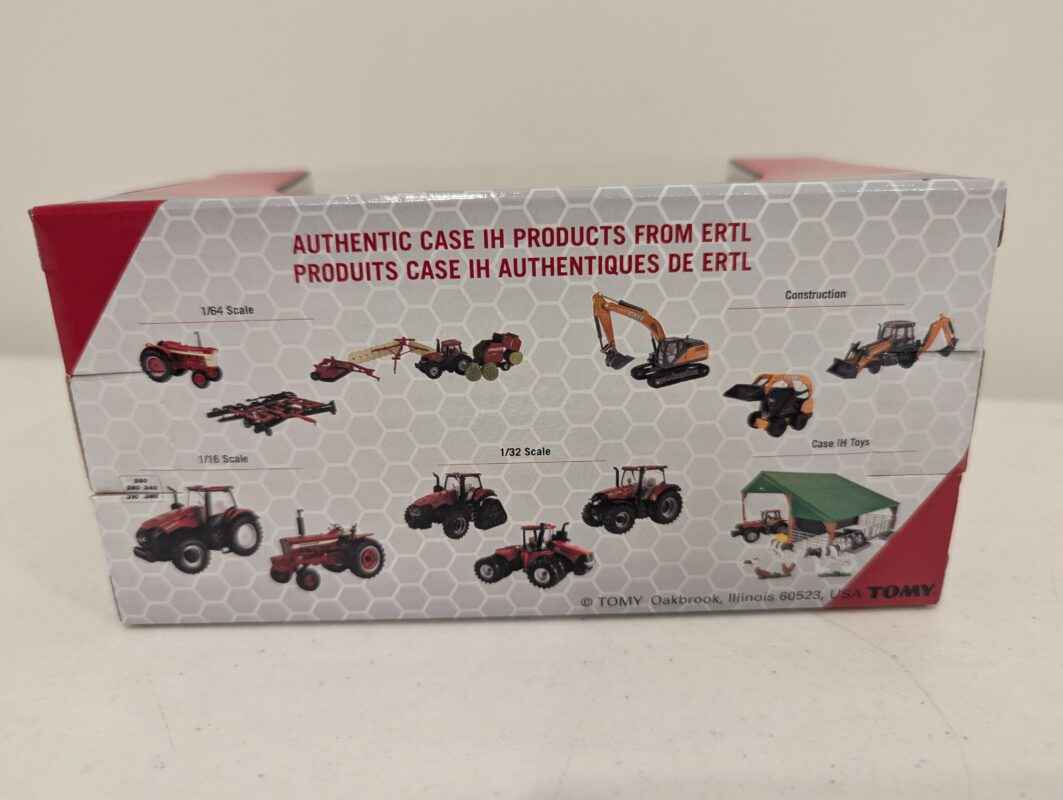 AUTHENTIC CASE IH PRODUCTS FROM ERTL
PRODUITS CASE IH AUTHENTIQUES DE ERTL
1/64 Scale
Construction
1/16 Scale
1/32 Scale
Case IH Toys
CASE
© TOMY Oakbrook, Illinois 60523, USA TOMY